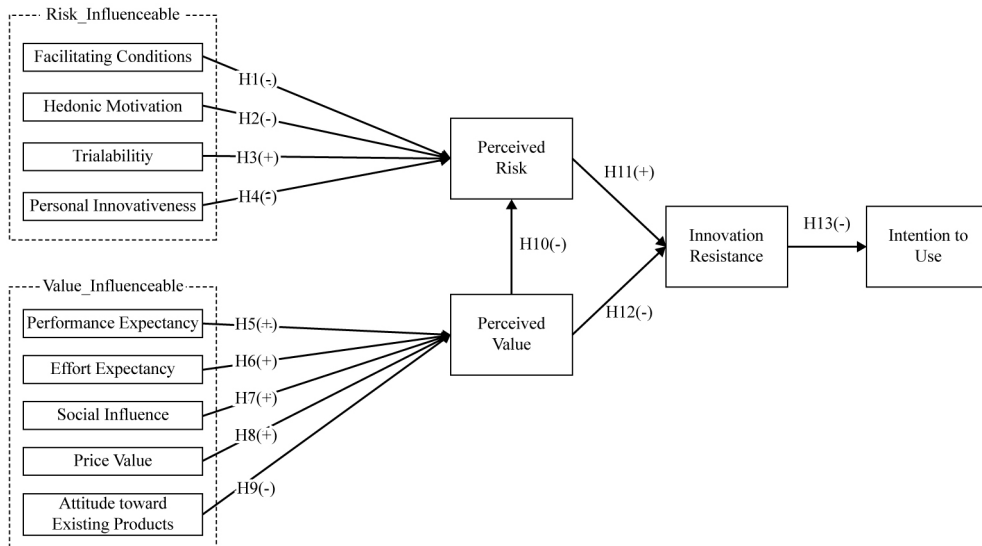 Risk_Influenceable
Facilitating Conditions
Hedonic Motivation
Trialabilitiy
Personal Innovativeness
H1(-)
H2(-)
H3(+)
H4(-)
Perceived
Risk
H11(+)
H10(-)
Innovation
Resistance
H13(-)
Intention to
Use
Value_Influenceable
Performance Expectancy
Effort Expectancy
Social Influence
Price Value
Attitude toward
Existing Products
H5(+)
H6(+)
H7(+)
H8(+)
H9(-)
Perceived
Value
H12(-)